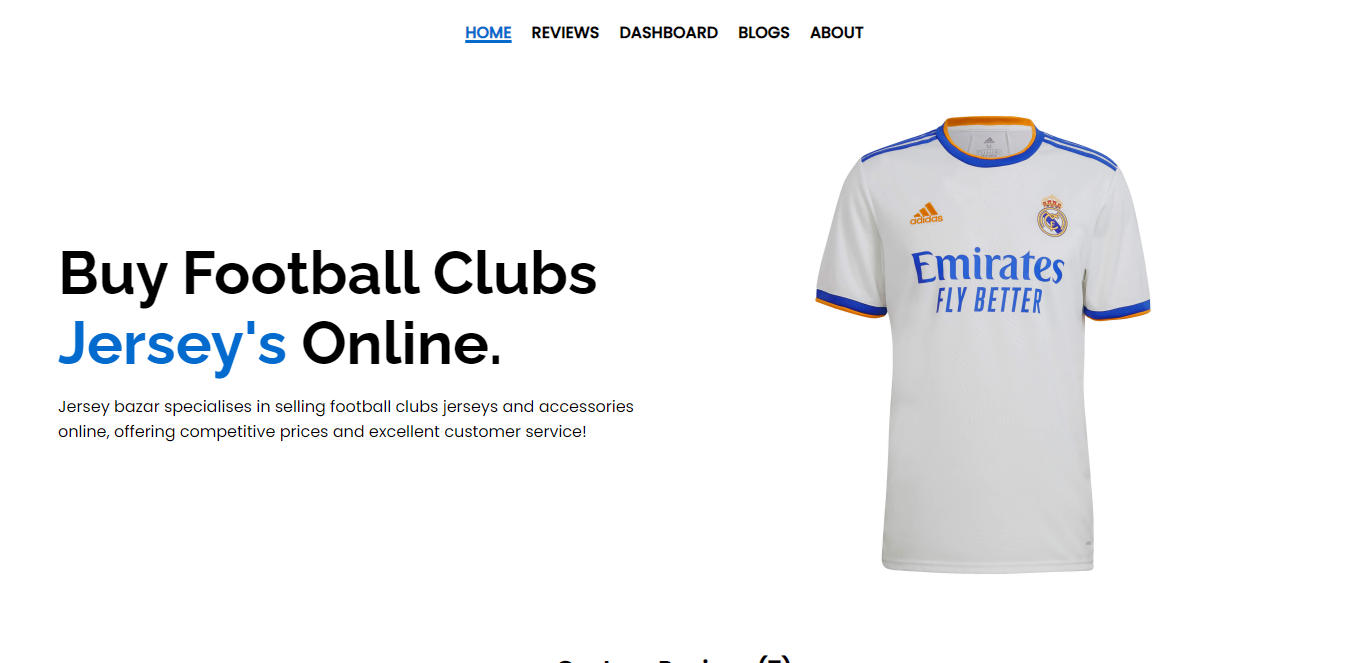 HOME REVIEWS DASHBOARD BLOGS ABOUT
adidas
Emirates
FLY BETTER
Buy Football Clubs
Jersey's Online.
Jersey bazar specialises in selling football clubs jerseys and accessories
online, offering competitive prices and excellent customer service!